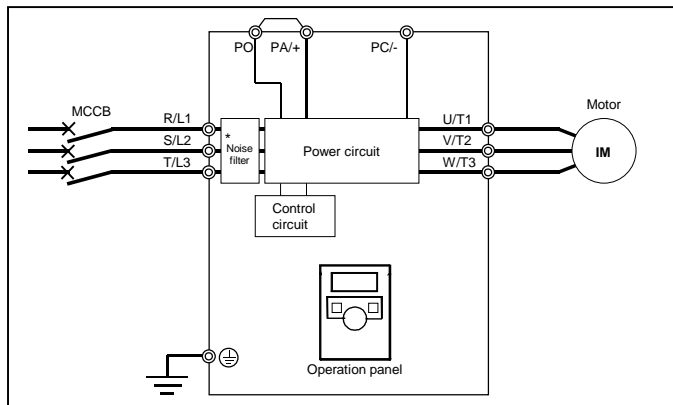 PO PA/+ PC/-
MCCB
R/L1
S/L2
T/L3
* Noise
filter
Power circuit
U/T1
V/T2
W/T3
Motor
IM
Control
circuit
Operation panel